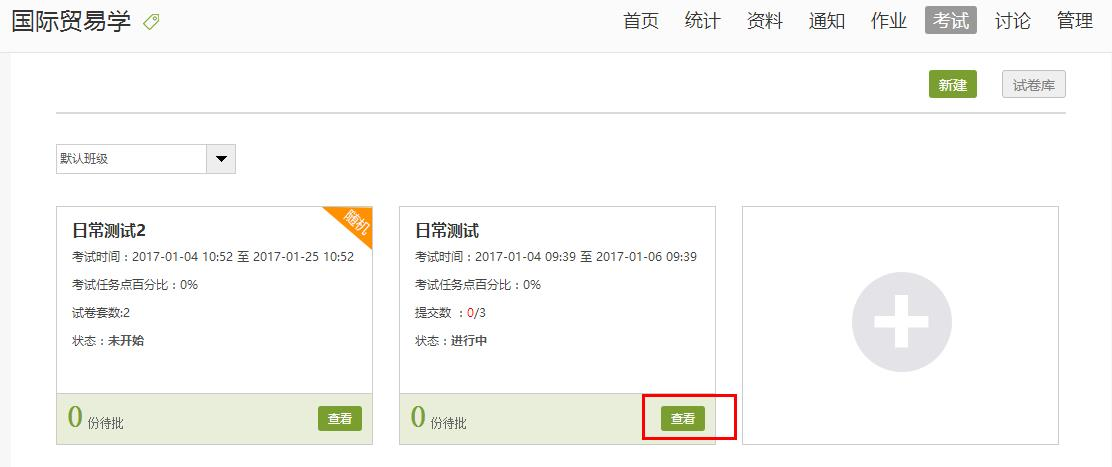 国际贸易学
首页 统计 资料 通知 作业 考试 讨论 管理
新建 试卷库
默认班级
日常测试2
随机
考试时间：2017-01-04 10:52 至 2017-01-25 10:52
考试任务点百分比：0%
试卷套数:2
状态：未开始
0 份待批 查看
日常测试
考试时间：2017-01-04 09:39 至 2017-01-06 09:39
考试任务点百分比：0%
提交数 ：0/3
状态：进行中
0 份待批 查看